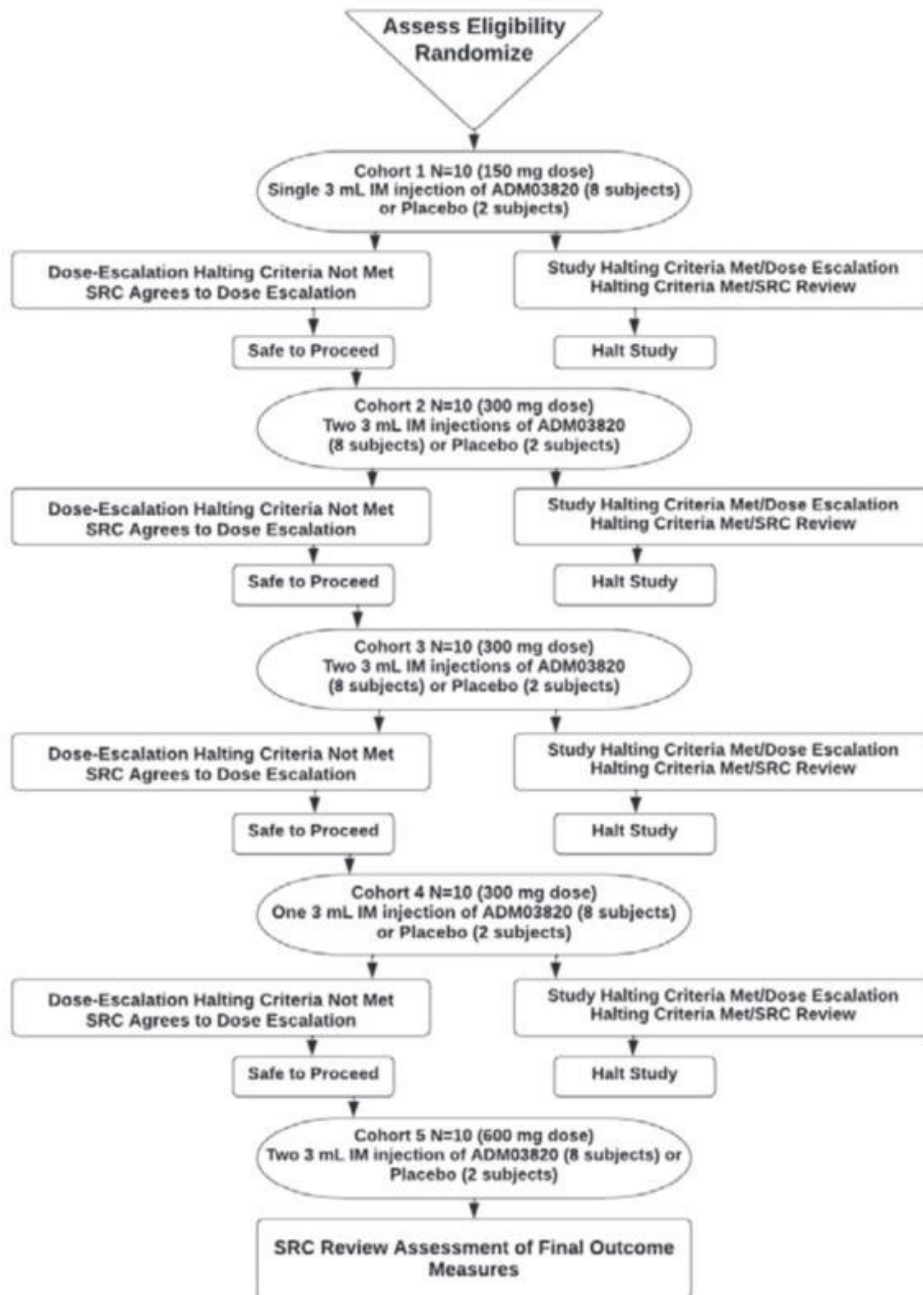 Assess Eligibility
Randomize
Cohort 1 N=10 (150 mg dose)
Single 3 mL IM injection of ADM03820 (8 subjects)
or Placebo (2 subjects)
Dose-Escalation Halting Criteria Not Met
SRC Agrees to Dose Escalation
Study Halting Criteria Met/Dose Escalation
Halting Criteria Met/SRC Review
Safe to Proceed
Halt Study
Cohort 2 N=10 (300 mg dose)
Two 3 mL IM injections of ADM03820
(8 subjects) or Placebo (2 subjects)
Dose-Escalation Halting Criteria Not Met
SRC Agrees to Dose Escalation
Study Halting Criteria Met/Dose Escalation
Halting Criteria Met/SRC Review
Safe to Proceed
Halt Study
Cohort 3 N=10 (300 mg dose)
Two 3 mL IM injections of ADM03820
(8 subjects) or Placebo (2 subjects)
Dose-Escalation Halting Criteria Not Met
SRC Agrees to Dose Escalation
Study Halting Criteria Met/Dose Escalation
Halting Criteria Met/SRC Review
Safe to Proceed
Halt Study
Cohort 4 N=10 (300 mg dose)
One 3 mL IM injection of ADM03820 (8 subjects)
or Placebo (2 subjects)
Dose-Escalation Halting Criteria Not Met
SRC Agrees to Dose Escalation
Study Halting Criteria Met/Dose Escalation
Halting Criteria Met/SRC Review
Safe to Proceed
Halt Study
Cohort 5 N=10 (600 mg dose)
Two 3 mL IM injection of ADM03820 (8 subjects) or
Placebo (2 subjects)
SRC Review Assessment of Final Outcome
Measures